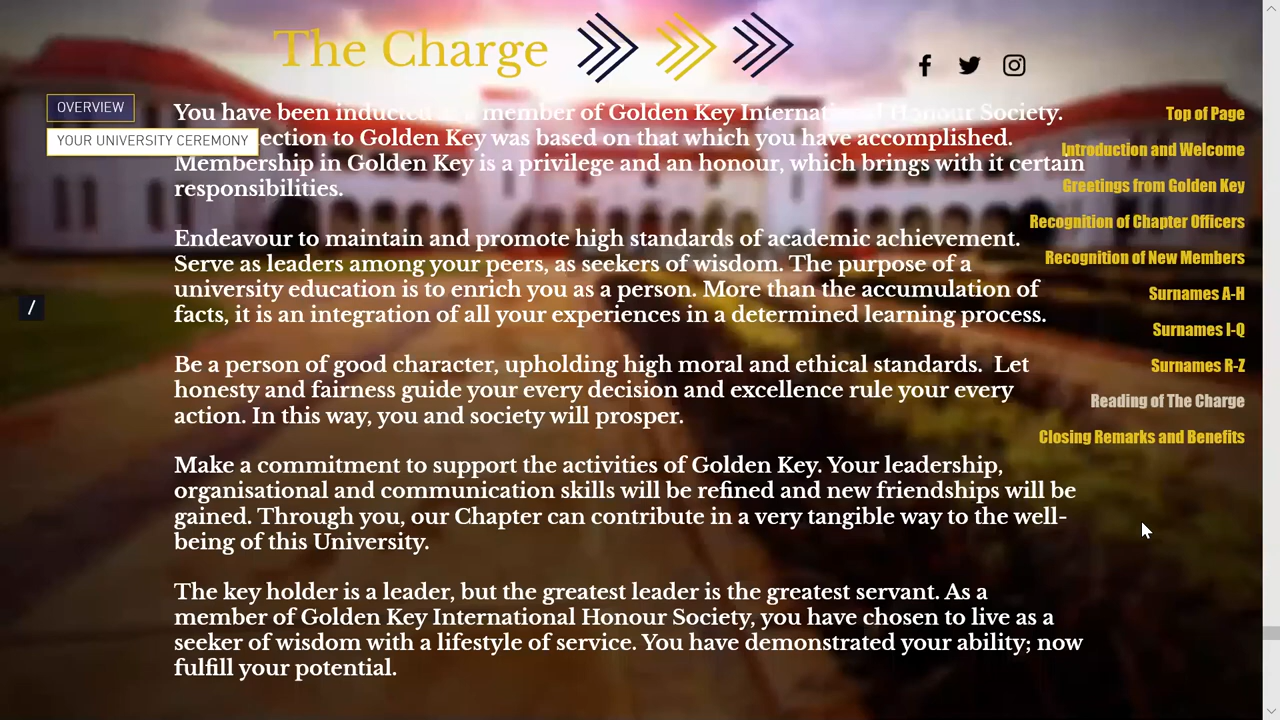 The Charge
OVERVIEW
YOUR UNIVERSITY CEREMONY
You have been inducted member of Golden Key International Honour Society.
ection to Golden Key was based on that which you have accomplished.
Membership in Golden Key is a privilege and an honour, which brings with it certain
responsibilities.
Endeavour to maintain and promote high standards of academic achievement.
Serve as leaders among your peers, as seekers of wisdom. The purpose of a
university education is to enrich you as a person. More than the accumulation of
facts, it is an integration of all your experiences in a determined learning process.
Be a person of good character, upholding high moral and ethical standards. Let
honesty and fairness guide your every decision and excellence rule your every
action. In this way, you and society will prosper.
Make a commitment to support the activities of Golden Key. Your leadership,
organisational and communication skills will be refined and new friendships will be
gained. Through you, our Chapter can contribute in a very tangible way to the well-
being of this University.
The key holder is a leader, but the greatest leader is the greatest servant. As a
member of Golden Key International Honour Society, you have chosen to live as a
seeker of wisdom with a lifestyle of service. You have demonstrated your ability; now
fulfill your potential.
/
Top of Page
Introduction and Welcome
Greetings from Golden Key
Recognition of Chapter Officers
Recognition of New Members
Surnames A-H
Surnames I-Q
Surnames R-Z
Reading of The Charge
Closing Remarks and Benefits